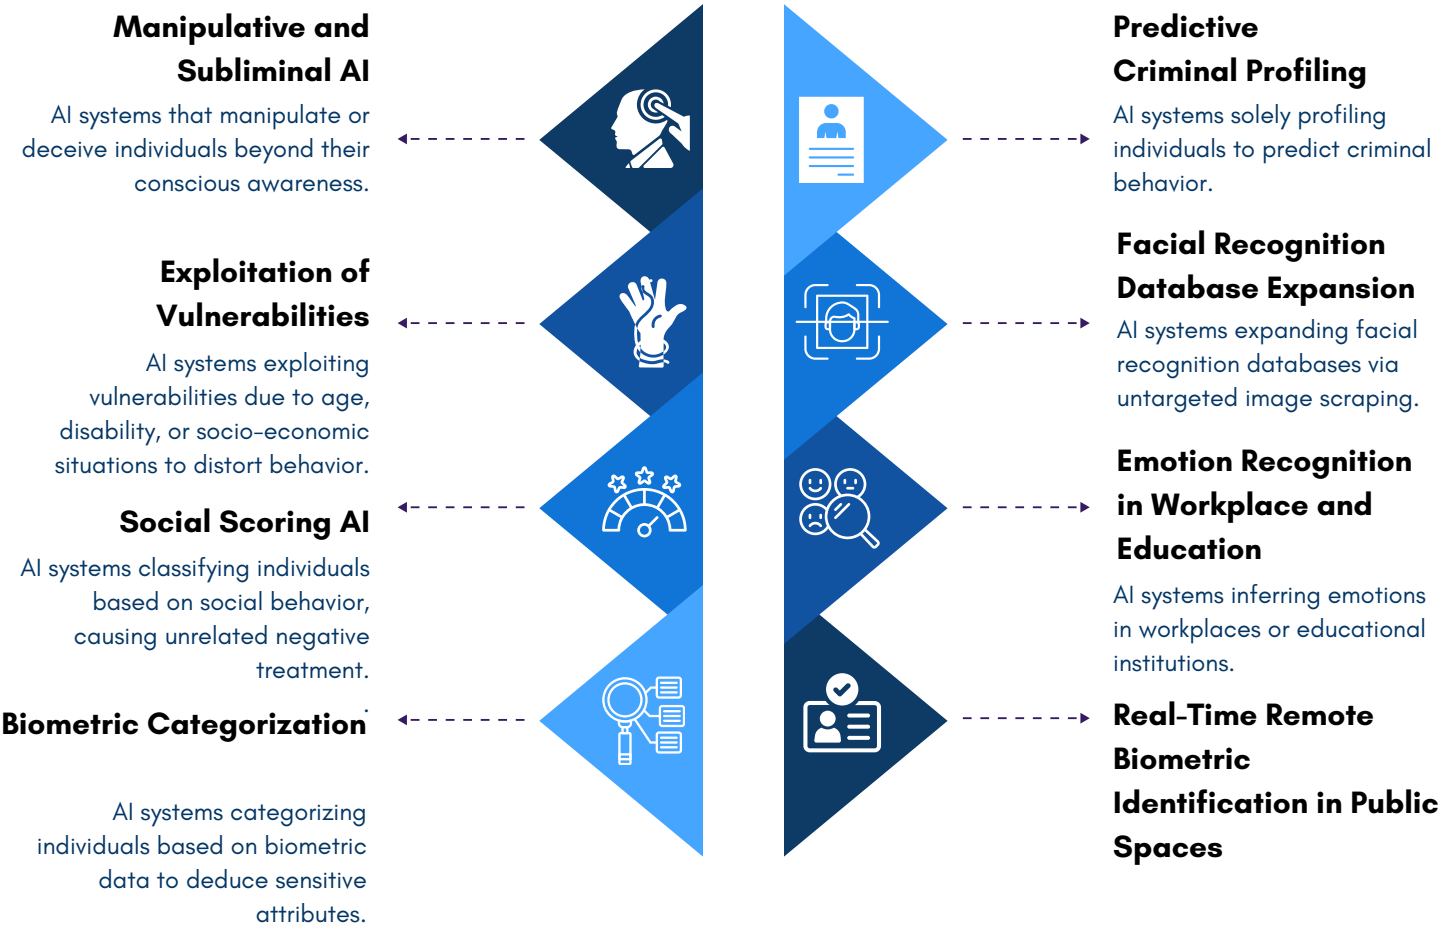 Manipulative and
Subliminal AI
AI systems that manipulate or
deceive individuals beyond their
conscious awareness.
Exploitation of
Vulnerabilities
AI systems exploiting
vulnerabilities due to age,
disability, or socio-economic
situations to distort behavior.
Social Scoring AI
AI systems classifying individuals
based on social behavior,
causing unrelated negative
treatment.
.
Biometric Categorization
AI systems categorizing
individuals based on biometric
data to deduce sensitive
attributes.
Predictive
Criminal Profiling
AI systems solely profiling
individuals to predict criminal
behavior.
Facial Recognition
Database Expansion
AI systems expanding facial
recognition databases via
untargeted image scraping.
Emotion Recognition
in Workplace and
Education
AI systems inferring emotions
in workplaces or educational
institutions.
Real-Time Remote
Biometric
Identification in Public
Spaces